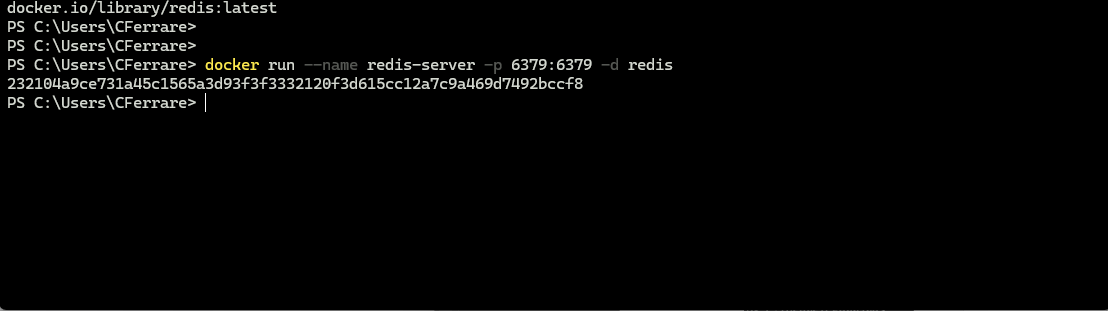 docker.io/library/redis:latest
PS C:\Users\CFerrare>
PS C:\Users\CFerrare>
PS C:\Users\CFerrare> docker run --name redis-server -p 6379:6379 -d redis
232104a9ce731a45c1565a3d93f3f3332120f3d615cc12a7c9a469d7492bccf8
PS C:\Users\CFerrare>